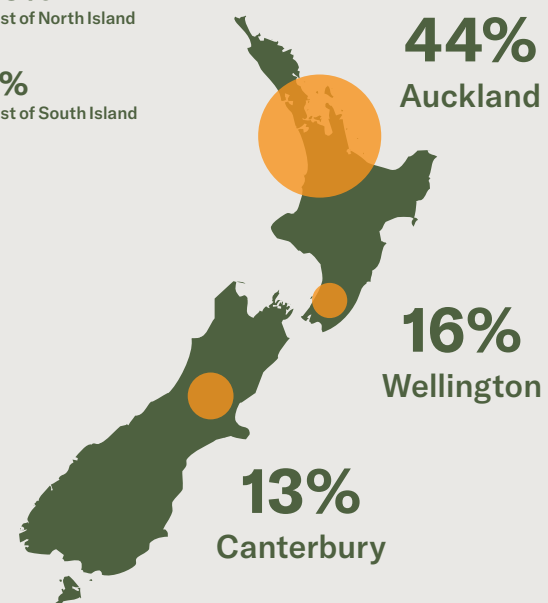 st of North Island
44%
Auckland
%
st of South Island
16%
Wellington
13%
Canterbury